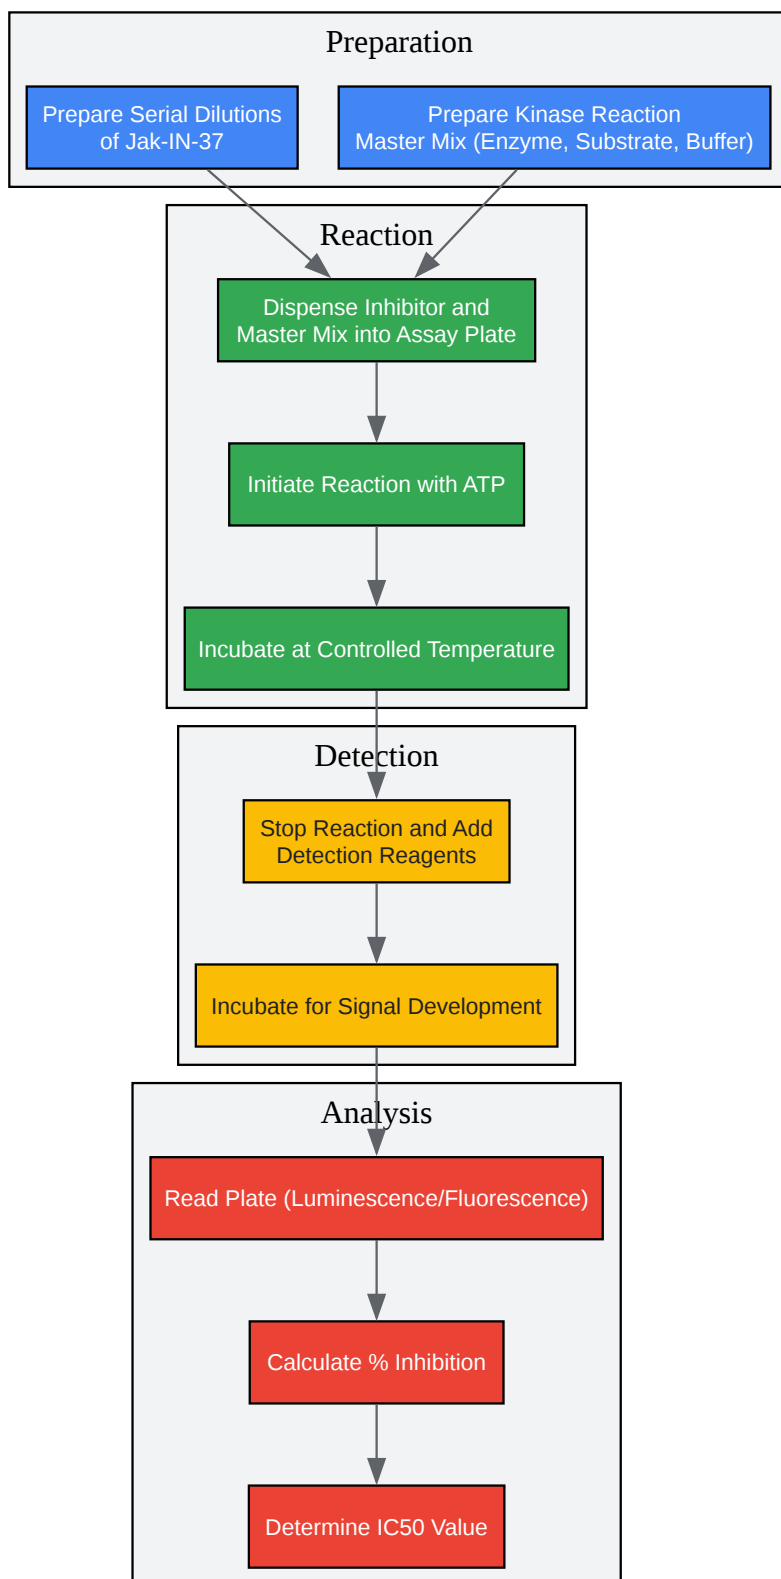 Preparation
Prepare Serial Dilutions
of Jak-IN-37
Prepare Kinase Reaction
Master Mix (Enzyme, Substrate, Buffer)
Reaction
Dispense Inhibitor and
Master Mix into Assay Plate
Initiate Reaction with ATP
Incubate at Controlled Temperature
Detection
Stop Reaction and Add
Detection Reagents
Incubate for Signal Development
Analysis
Read Plate (Luminescence/Fluorescence)
Calculate % Inhibition
Determine IC50 Value